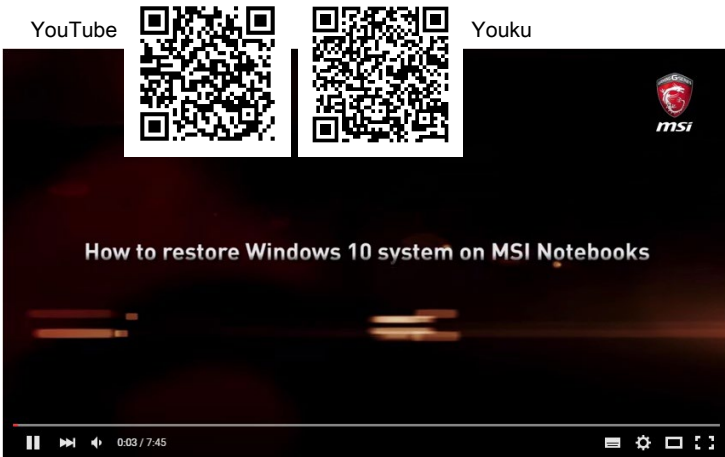 YouTube
Youku
msi
How to restore Windows 10 system on MSI Notebooks
0:03 / 7:45